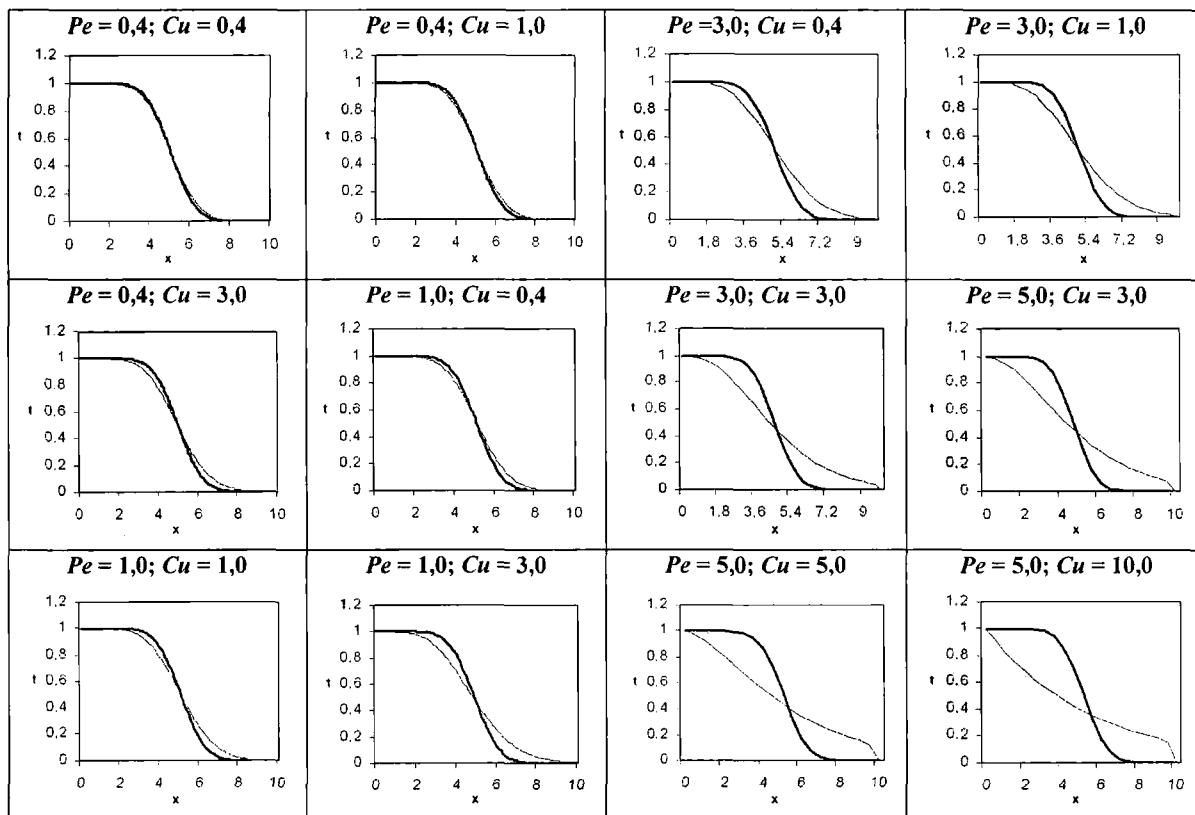 Pe = 0,4; Cu = 0,4
1.2
1
0.8
t 0.6
0.4
0.2
0
0 2 4 6 8 10
x
Pe = 0,4; Cu = 1,0
1.2
1
0.8
t 0.6
0.4
0.2
0
0 2 4 6 8 10
x
Pe =3,0; Cu = 0,4
1.2
1
0.8
t 0.6
0.4
0.2
0
0 1,8 3,6 5,4 7,2 9
x
Pe = 3,0; Cu = 1,0
1.2
1
0.8
t 0.6
0.4
0.2
0
0 1,8 3,6 5,4 7,2 9
x
Pe = 0,4; Cu = 3,0
1.2
1
0.8
t 0.6
0.4
0.2
0
0 2 4 6 8 10
x
Pe = 1,0; Cu = 0,4
1.2
1
0.8
t 0.6
0.4
0.2
0
0 2 4 6 8 10
x
Pe = 3,0; Cu = 3,0
1.2
1
0.8
t 0.6
0.4
0.2
0
0 1,8 3,6 5,4 7,2 9
x
Pe = 5,0; Cu = 3,0
1.2
1
0.8
t 0.6
0.4
0.2
0
0 2 4 6 8 10
x
Pe = 1,0; Cu = 1,0
1.2
1
0.8
t 0.6
0.4
0.2
0
0 2 4 6 8 10
x
Pe = 1,0; Cu = 3,0
1.2
1
0.8
t 0.6
0.4
0.2
0
0 2 4 6 8 10
x
Pe = 5,0; Cu = 5,0
1.2
1
0.8
t 0.6
0.4
0.2
0
0 2 4 6 8 10
x
Pe = 5,0; Cu = 10,0
1.2
1
0.8
t 0.6
0.4
0.2
0
0 2 4 6 8 10
x